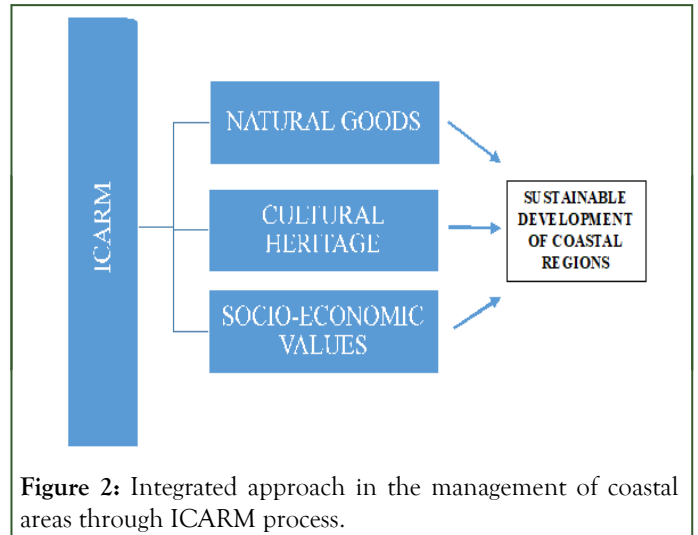 ICARM
NATURAL GOODS
CULTURAL
HERITAGE
SOCIO-ECONOMIC
VALUES
SUSTAINABLE
DEVELOPMENT
OF COASTAL
REGIONS
Figure 2: Integrated approach in the management of coastal
areas through ICARM process.